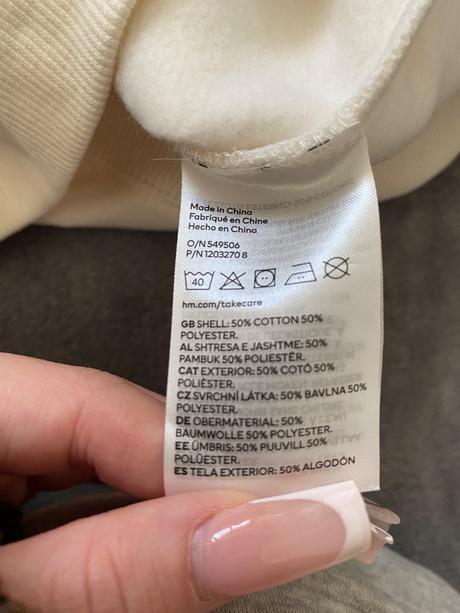 Made in China
Fabriqué en Chine
Hecho en China
O/N 549506
P/N 1203270 8
40
hm.com/takecare
GB SHELL: 50% COTTON 50%
POLYESTER.
AL SHTRESA E JASHTME: 50%
PAMBUK 50% POLIESTËR.
CAT EXTERIOR: 50% COTÓ 50%
POLIÈSTER.
CZ SVRCHNÍ LÁTKA: 50% BAVLNA 50%
POLYESTER.
DE OBERMATERIAL: 50%
BAUMWOLLE 50% POLYESTER.
EE ÜMBRIS: 50% PUUVILL 50%
POLÜESTER.
ES TELA EXTERIOR: 50% ALGODÓN